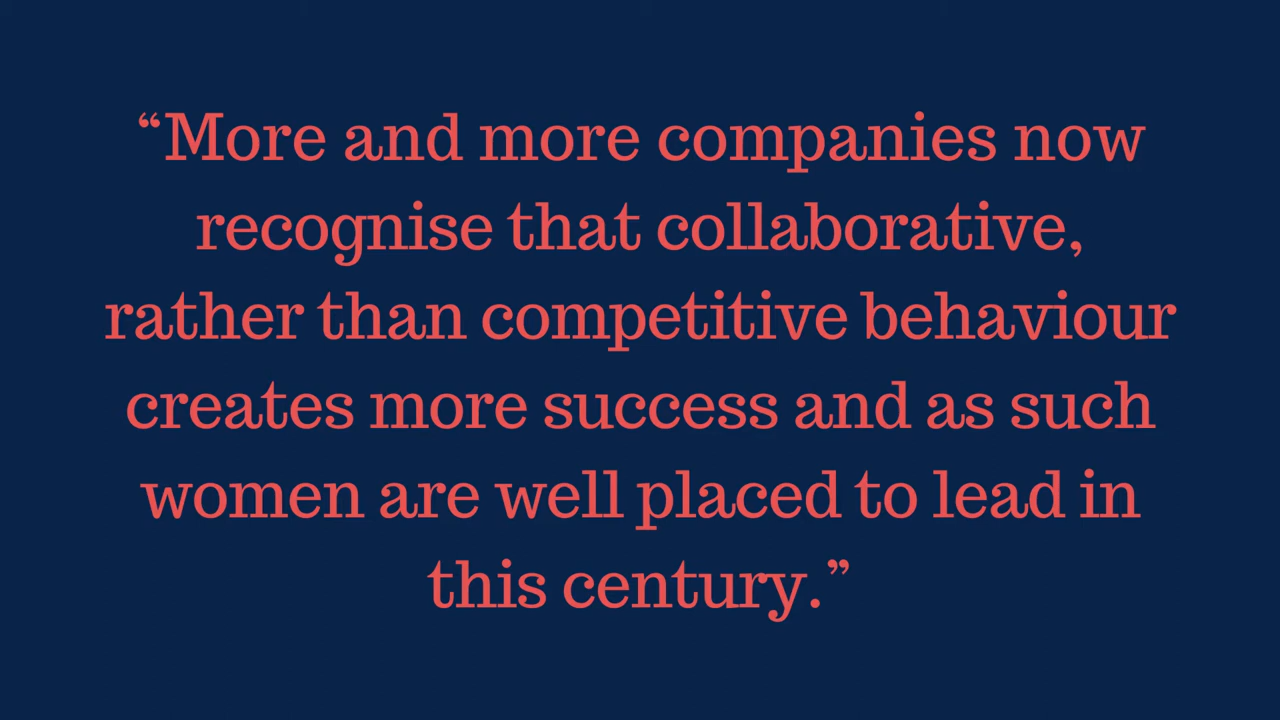 “More and more companies now
recognise that collaborative,
rather than competitive behaviour
creates more success and as such
women are well placed to lead in
this century.”